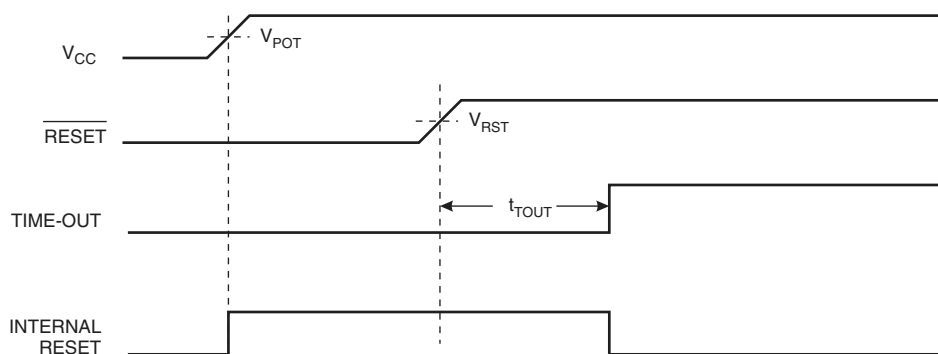 V_CC
V_POT
RESET
V_RST
TIME-OUT
t_TOUT
INTERNAL
RESET